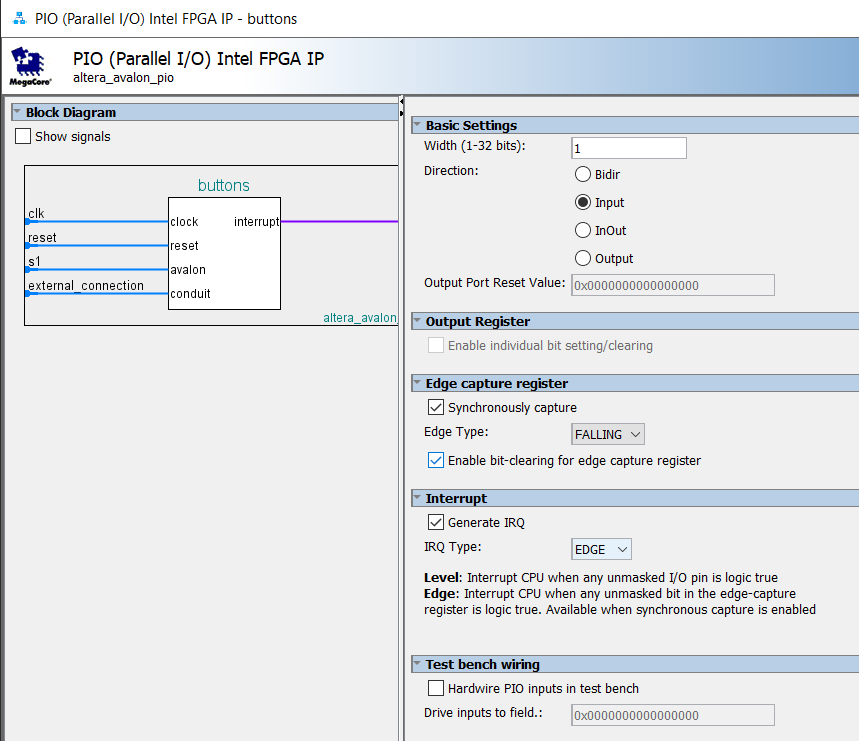 PIO (Parallel I/O) Intel FPGA IP - buttons
MegaCore®
PIO (Parallel I/O) Intel FPGA IP
altera_avalon_pio
Block Diagram
Show signals
buttons
clk
clock
interrupt
reset
reset
s1
avalon
external_connection
conduit
altera_avalon_
Basic Settings
Width (1-32 bits):
1
Direction:
Bidir
Input
InOut
Output
Output Port Reset Value:
0x0000000000000000
Output Register
Enable individual bit setting/clearing
Edge capture register
Synchronously capture
Edge Type:
FALLING
Enable bit-clearing for edge capture register
Interrupt
Generate IRQ
IRQ Type:
EDGE
Level: Interrupt CPU when any unmasked I/O pin is logic true
Edge: Interrupt CPU when any unmasked bit in the edge-capture
register is logic true. Available when synchronous capture is enabled
Test bench wiring
Hardwire PIO inputs in test bench
Drive inputs to field.:
0x0000000000000000